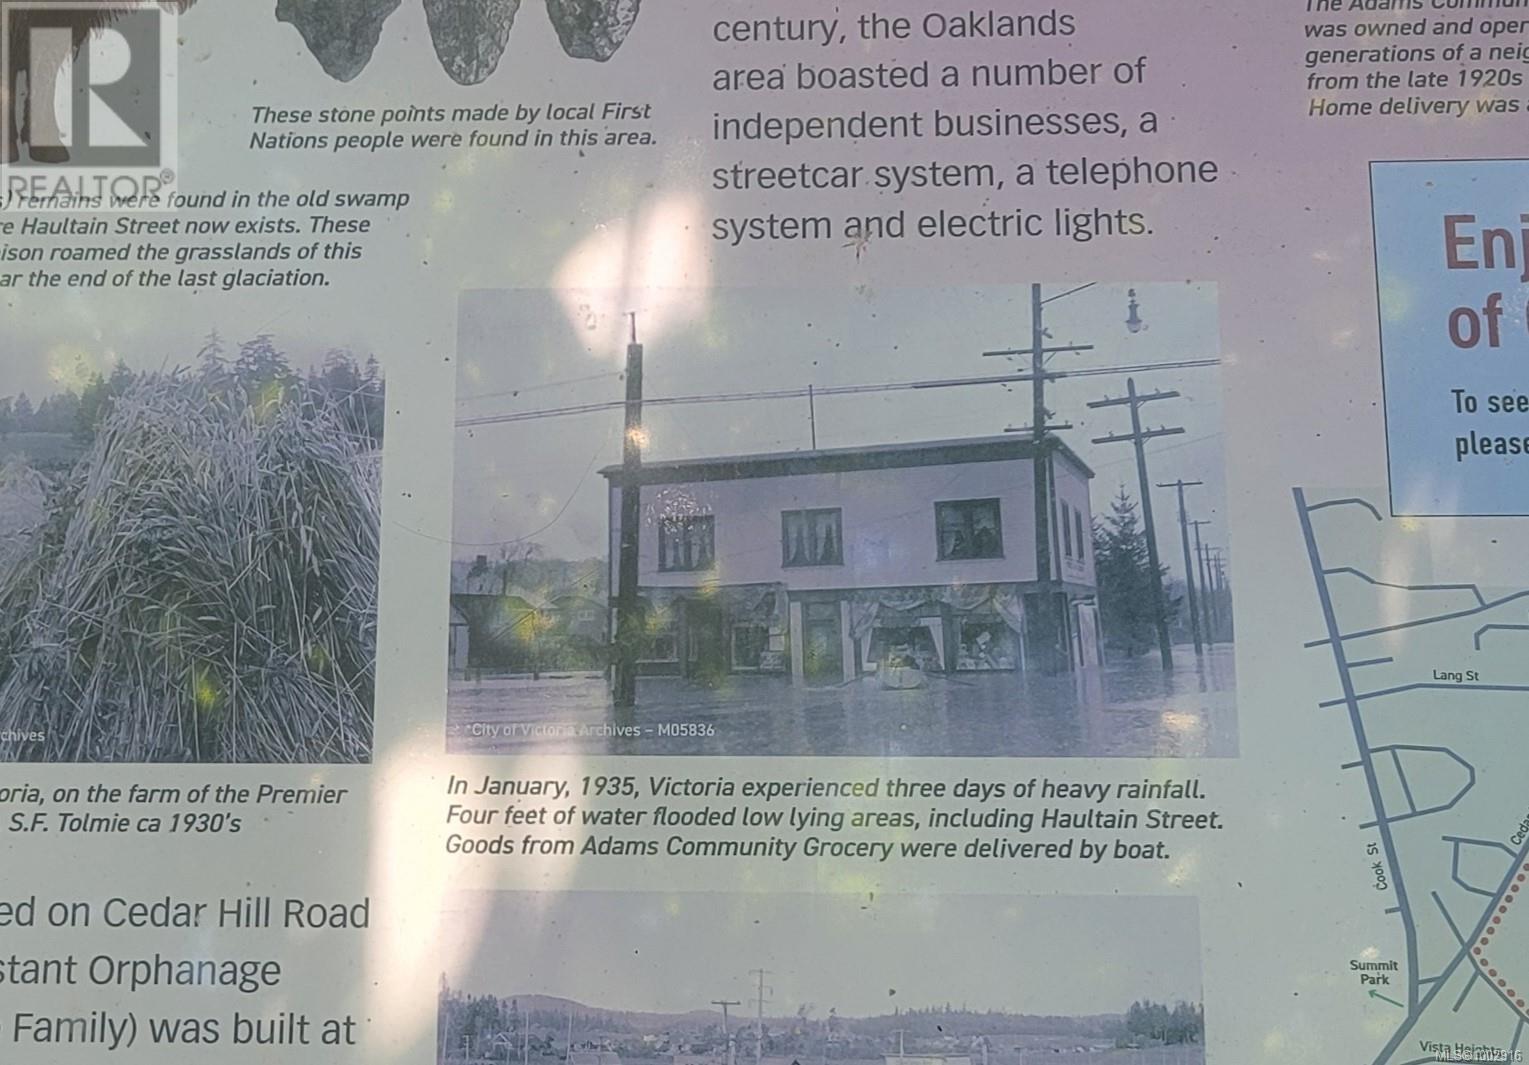 These stone points made by local First
Nations people were found in this area.
REALTOR®
remains were found in the old swamp
Haultain Street now exists. These
roamed the grasslands of this
the end of the last glaciation.
chives
oria, on the farm of the Premier
S.F. Tolmie ca 1930's
ed on Cedar Hill Road
stant Orphanage
Family) was built at
century, the Oaklands
area boasted a number of
independent businesses, a
streetcar system, a telephone
system and electric lights.
*City of Victoria Archives – M05836
In January, 1935, Victoria experienced three days of heavy rainfall.
Four feet of water flooded low lying areas, including Haultain Street.
Goods from Adams Community Grocery were delivered by boat.
The Adams Commun
was owned and oper
generations of a neig
from the late 1920s
Home delivery was
Enj
of
To see
please
Lang St
Cook St
Ceda
Summit
Park
Vista Heights
MLS®1002916